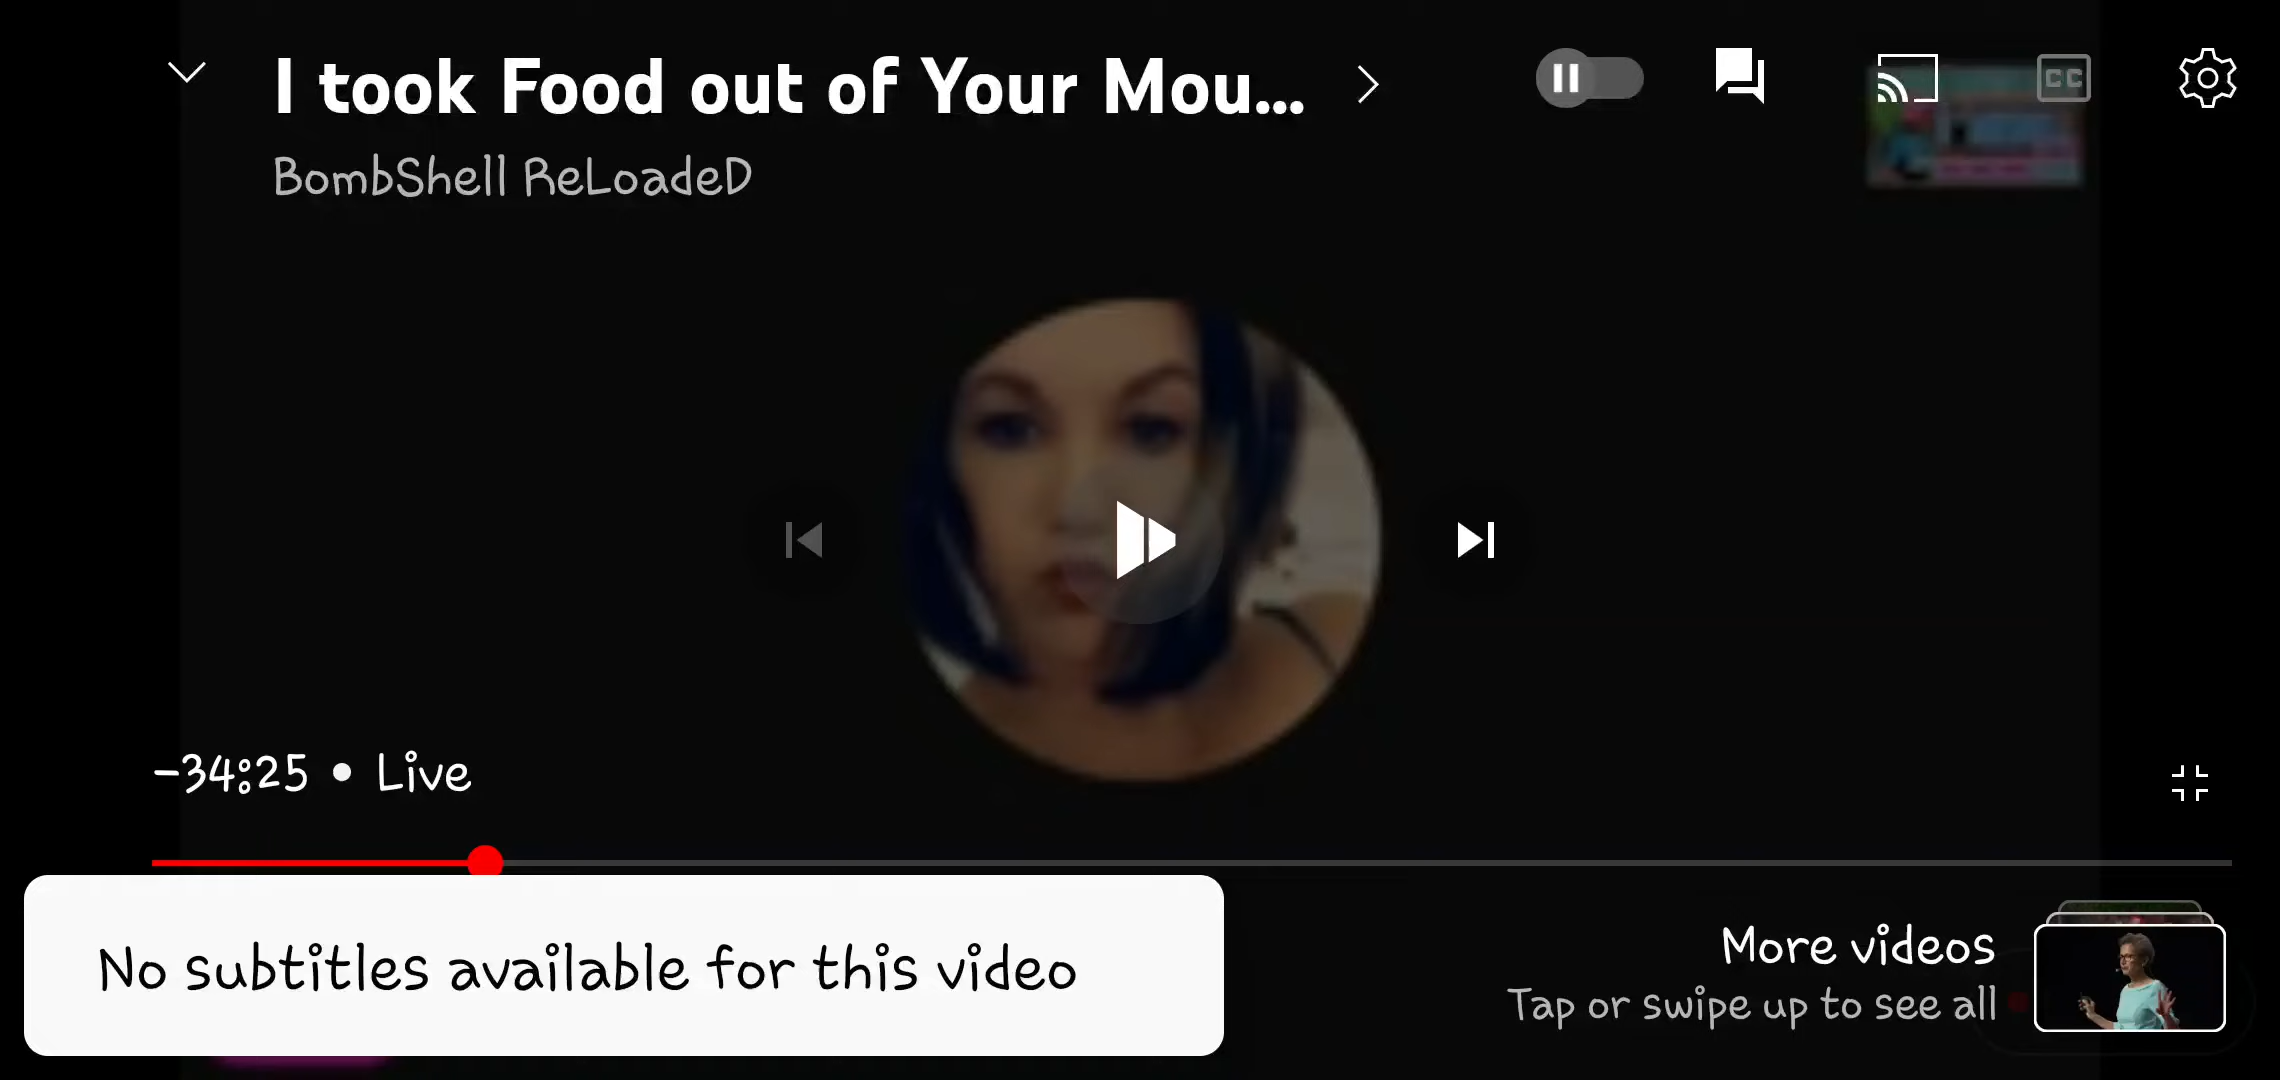 I took Food out of Your Mou...
BombShell ReLoadeD
CC
-34:25 • Live
No subtitles available for this video
More videos
Tap or swipe up to see all